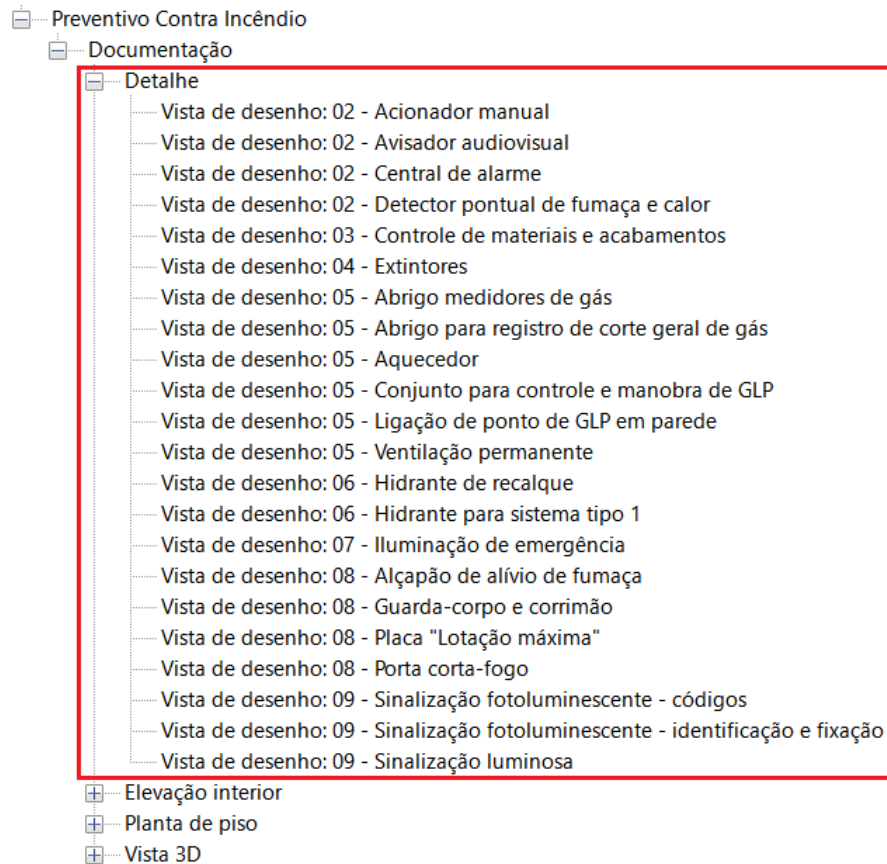 Preventivo Contra Incêndio
Documentação
Detalhe
Vista de desenho: 02 - Acionador manual
Vista de desenho: 02 - Avisador audiovisual
Vista de desenho: 02 - Central de alarme
Vista de desenho: 02 - Detector pontual de fumaça e calor
Vista de desenho: 03 - Controle de materiais e acabamentos
Vista de desenho: 04 - Extintores
Vista de desenho: 05 - Abrigo medidores de gás
Vista de desenho: 05 - Abrigo para registro de corte geral de gás
Vista de desenho: 05 - Aquecedor
Vista de desenho: 05 - Conjunto para controle e manobra de GLP
Vista de desenho: 05 - Ligação de ponto de GLP em parede
Vista de desenho: 05 - Ventilação permanente
Vista de desenho: 06 - Hidrante de recalque
Vista de desenho: 06 - Hidrante para sistema tipo 1
Vista de desenho: 07 - Iluminação de emergência
Vista de desenho: 08 - Alçapão de alívio de fumaça
Vista de desenho: 08 - Guarda-corpo e corrimão
Vista de desenho: 08 - Placa "Lotação máxima"
Vista de desenho: 08 - Porta corta-fogo
Vista de desenho: 09 - Sinalização fotoluminescente - códigos
Vista de desenho: 09 - Sinalização fotoluminescente - identificação e fixação
Vista de desenho: 09 - Sinalização luminosa
Elevação interior
Planta de piso
Vista 3D